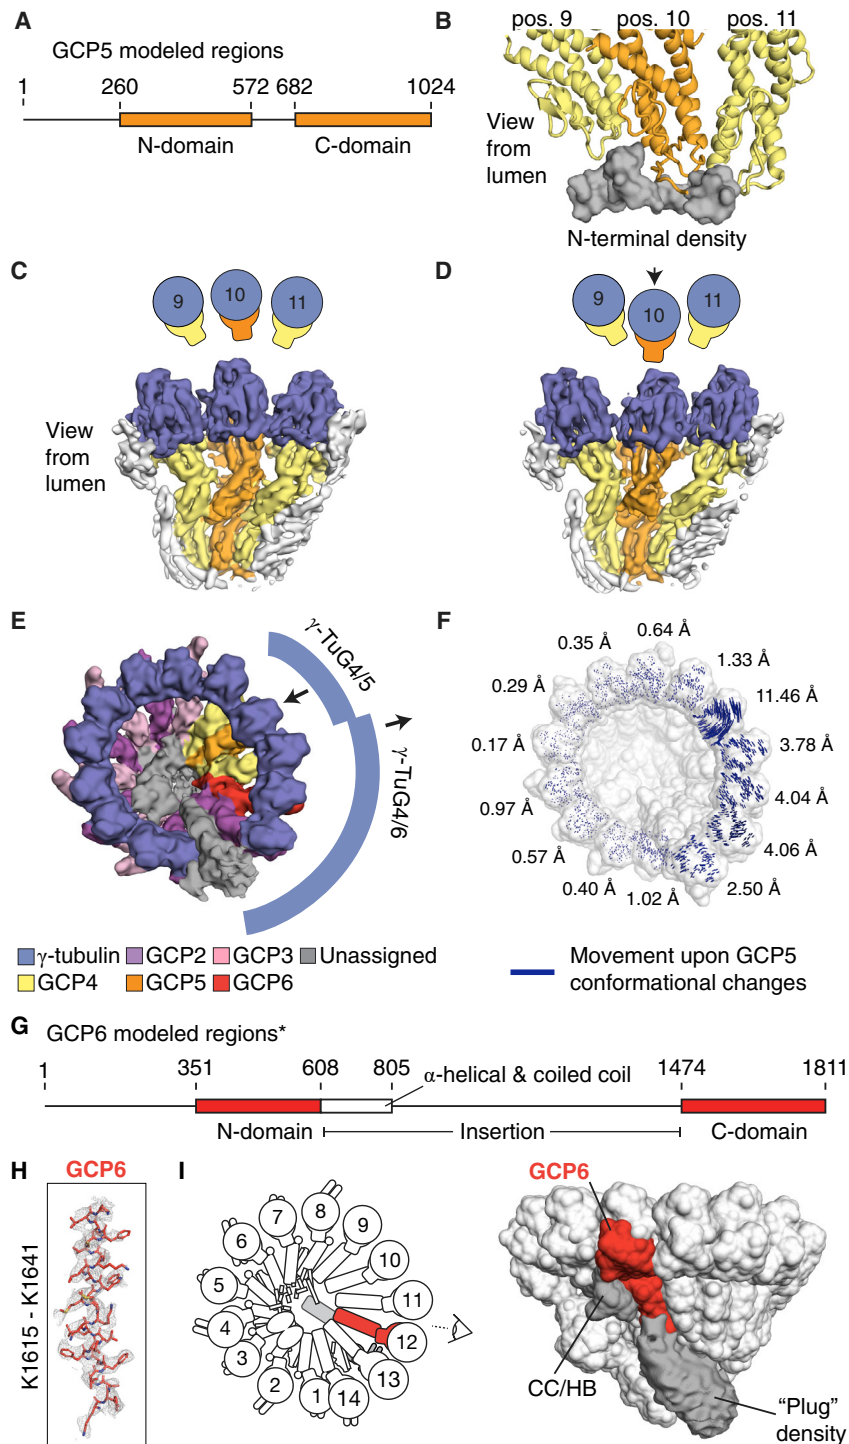 A
GCP5 modeled regions
1 260 572 682 1024
N-domain C-domain
B
pos. 9 pos. 10 pos. 11
View
from
lumen
N-terminal density
C
9 10 11
View
from
lumen
D
9 10 11
E
γ-TuG4/5
γ-TuG4/6
F
0.64 Å
0.35 Å
1.33 Å
0.29 Å
11.46 Å
0.17 Å
3.78 Å
0.97 Å
4.04 Å
0.57 Å
4.06 Å
0.40 Å
1.02 Å
2.50 Å
γ-tubulin GCP2 GCP3 Unassigned
GCP4 GCP5 GCP6
Movement upon GCP5
conformational changes
G
GCP6 modeled regions*
1 351 608 805 1474 1811
α-helical & coiled coil
N-domain Insertion C-domain
H
GCP6
K1615 - K1641
I
7 8 9
6 10
5 11
4 12
3 13
2 1 14
GCP6
CC/HB
“Plug”
density